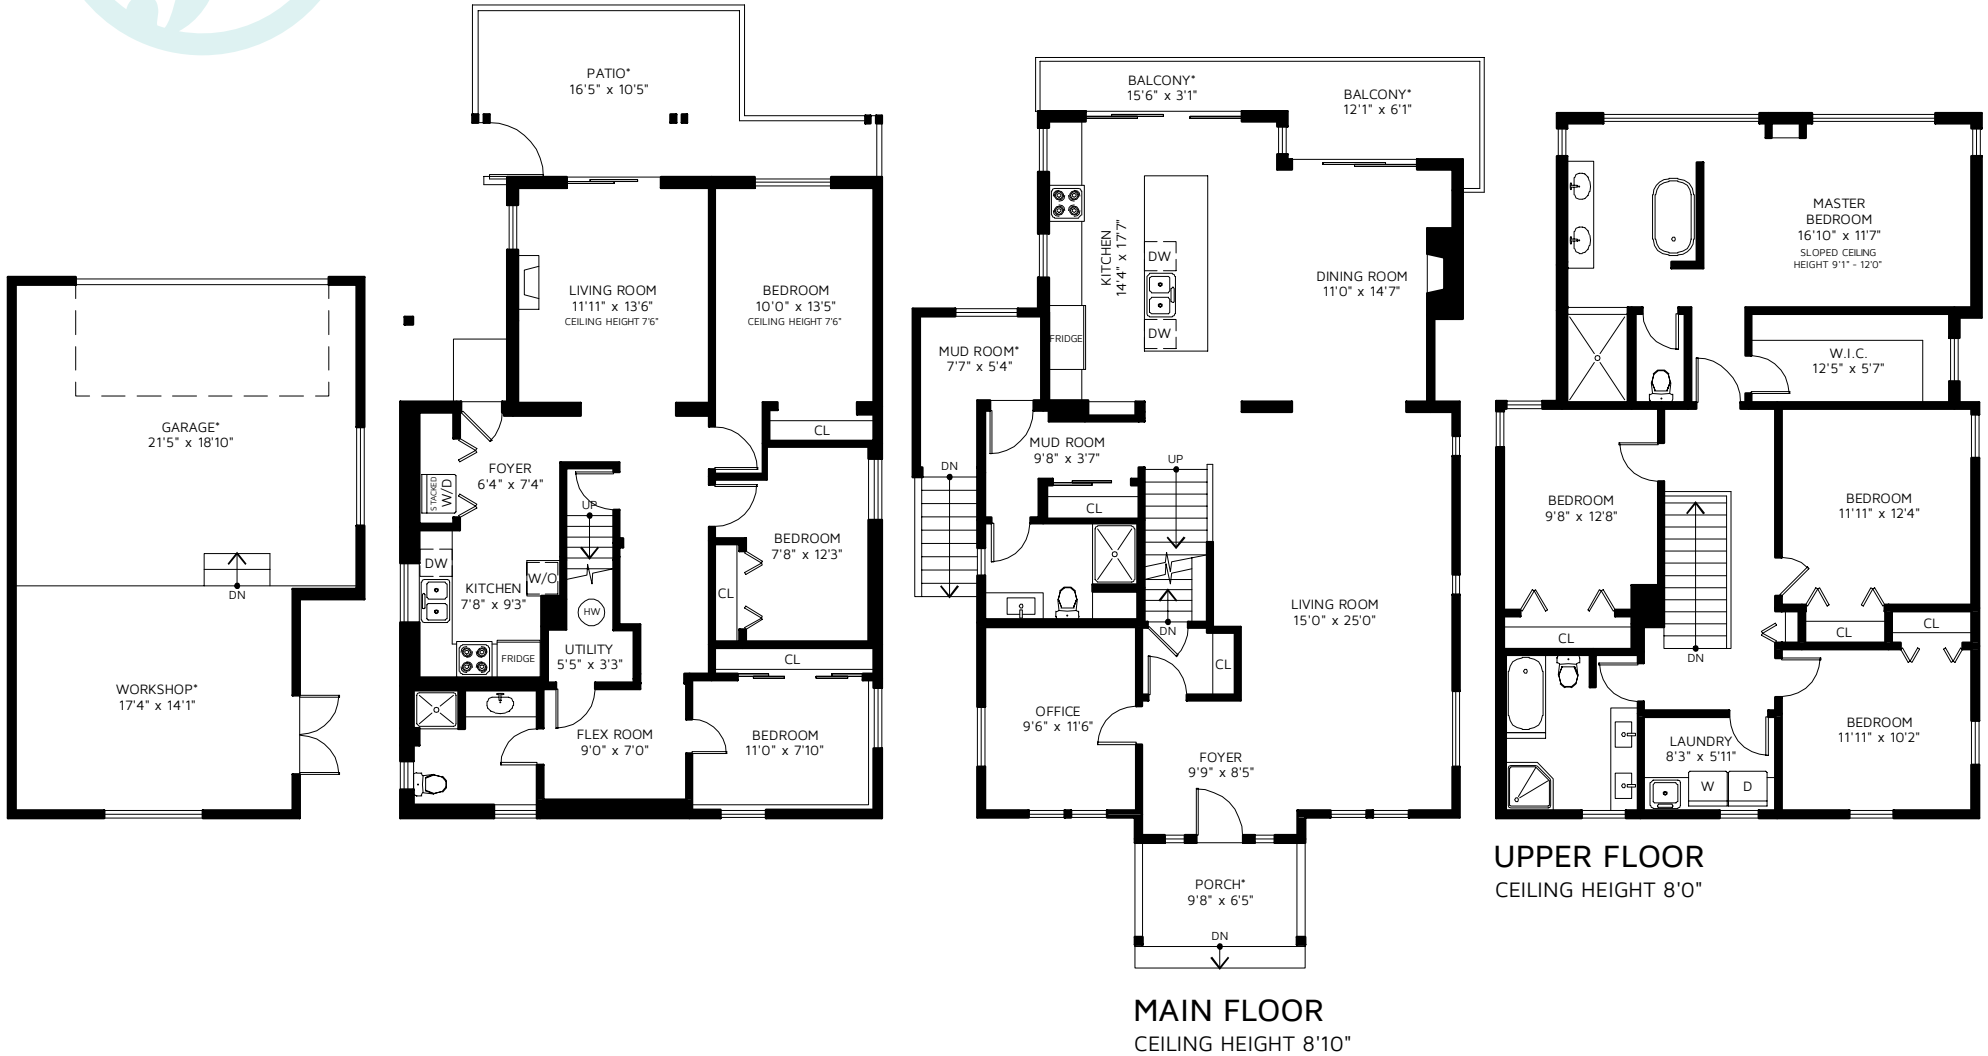 GARAGE*
21'5" x 18'10"
DN
WORKSHOP*
17'4" x 14'1"
PATIO*
16'5" x 10'5"
LIVING ROOM
11'11" x 13'6"
CEILING HEIGHT 7'6"
BEDROOM
10'0" x 13'5"
CEILING HEIGHT 7'6"
CL
FOYER
6'4" x 7'4"
STACKED
W/D
UP
BEDROOM
7'8" x 12'3"
CL
DW
KITCHEN
7'8" x 9'3"
W/O
HW
FRIDGE
UTILITY
5'5" x 3'3"
CL
FLEX ROOM
9'0" x 7'0"
BEDROOM
11'0" x 7'10"
BALCONY*
15'6" x 3'1"
BALCONY*
12'1" x 6'1"
KITCHEN
14'4" x 17'7"
DW
DW
FRIDGE
DINING ROOM
11'0" x 14'7"
MUD ROOM*
7'7" x 5'4"
MUD ROOM
9'8" x 3'7"
DN
UP
CL
LIVING ROOM
15'0" x 25'0"
DN
CL
OFFICE
9'6" x 11'6"
FOYER
9'9" x 8'5"
PORCH*
9'8" x 6'5"
DN
MAIN FLOOR
CEILING HEIGHT 8'10"
MASTER
BEDROOM
16'10" x 11'7"
SLOPED CEILING
HEIGHT 9'1" - 12'0"
W.I.C.
12'5" x 5'7"
BEDROOM
9'8" x 12'8"
CL
BEDROOM
11'11" x 12'4"
CL
CL
DN
BEDROOM
11'11" x 10'2"
LAUNDRY
8'3" x 5'11"
W
D
UPPER FLOOR
CEILING HEIGHT 8'0"